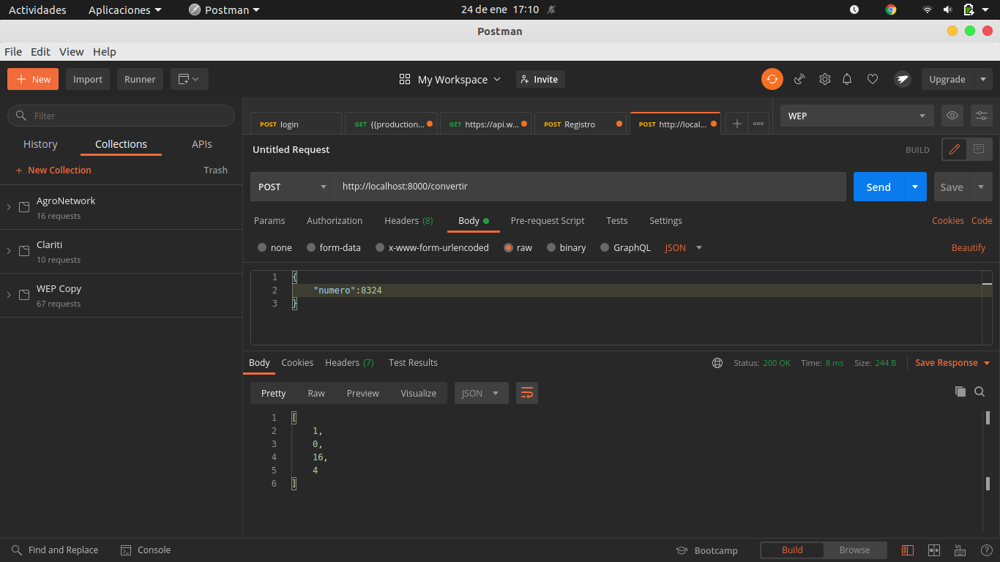 Actividades Aplicaciones Postman 24 de ene 17:10
Postman
File Edit View Help
New Import Runner My Workspace Invite Upgrade
Filter
History Collections APIs
New Collection Trash
AgroNetwork
16 requests
Clariti
10 requests
WEP Copy
67 requests
POST login GET {{production... GET https://api.w... POST Registro POST http://local... WEP
Untitled Request BUILD
POST http://localhost:8000/convertir Send Save
Params Authorization Headers (8) Body Pre-request Script Tests Settings Cookies Code
none form-data x-www-form-urlencoded raw binary GraphQL JSON Beautify
1 {
2 "numero":8324
3 }
Body Cookies Headers (7) Test Results Status: 200 OK Time: 8 ms Size: 244 B Save Response
Pretty Raw Preview Visualize JSON
1 [
2 1,
3 0,
4 16,
5 4
6 ]
Find and Replace Console Bootcamp Build Browse